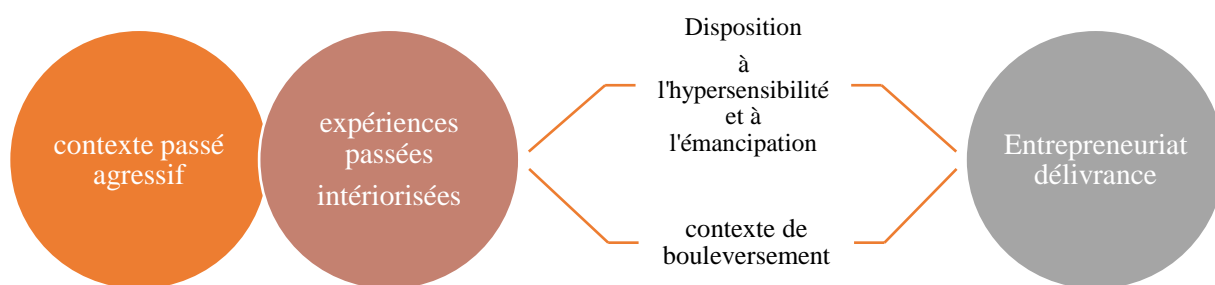 contexte passé
agressif
expériences
passées
intériorisées
Disposition
à
l'hypersensibilité
et à
l'émancipation
contexte de
bouleversement
Entrepreneuriat
délivrance